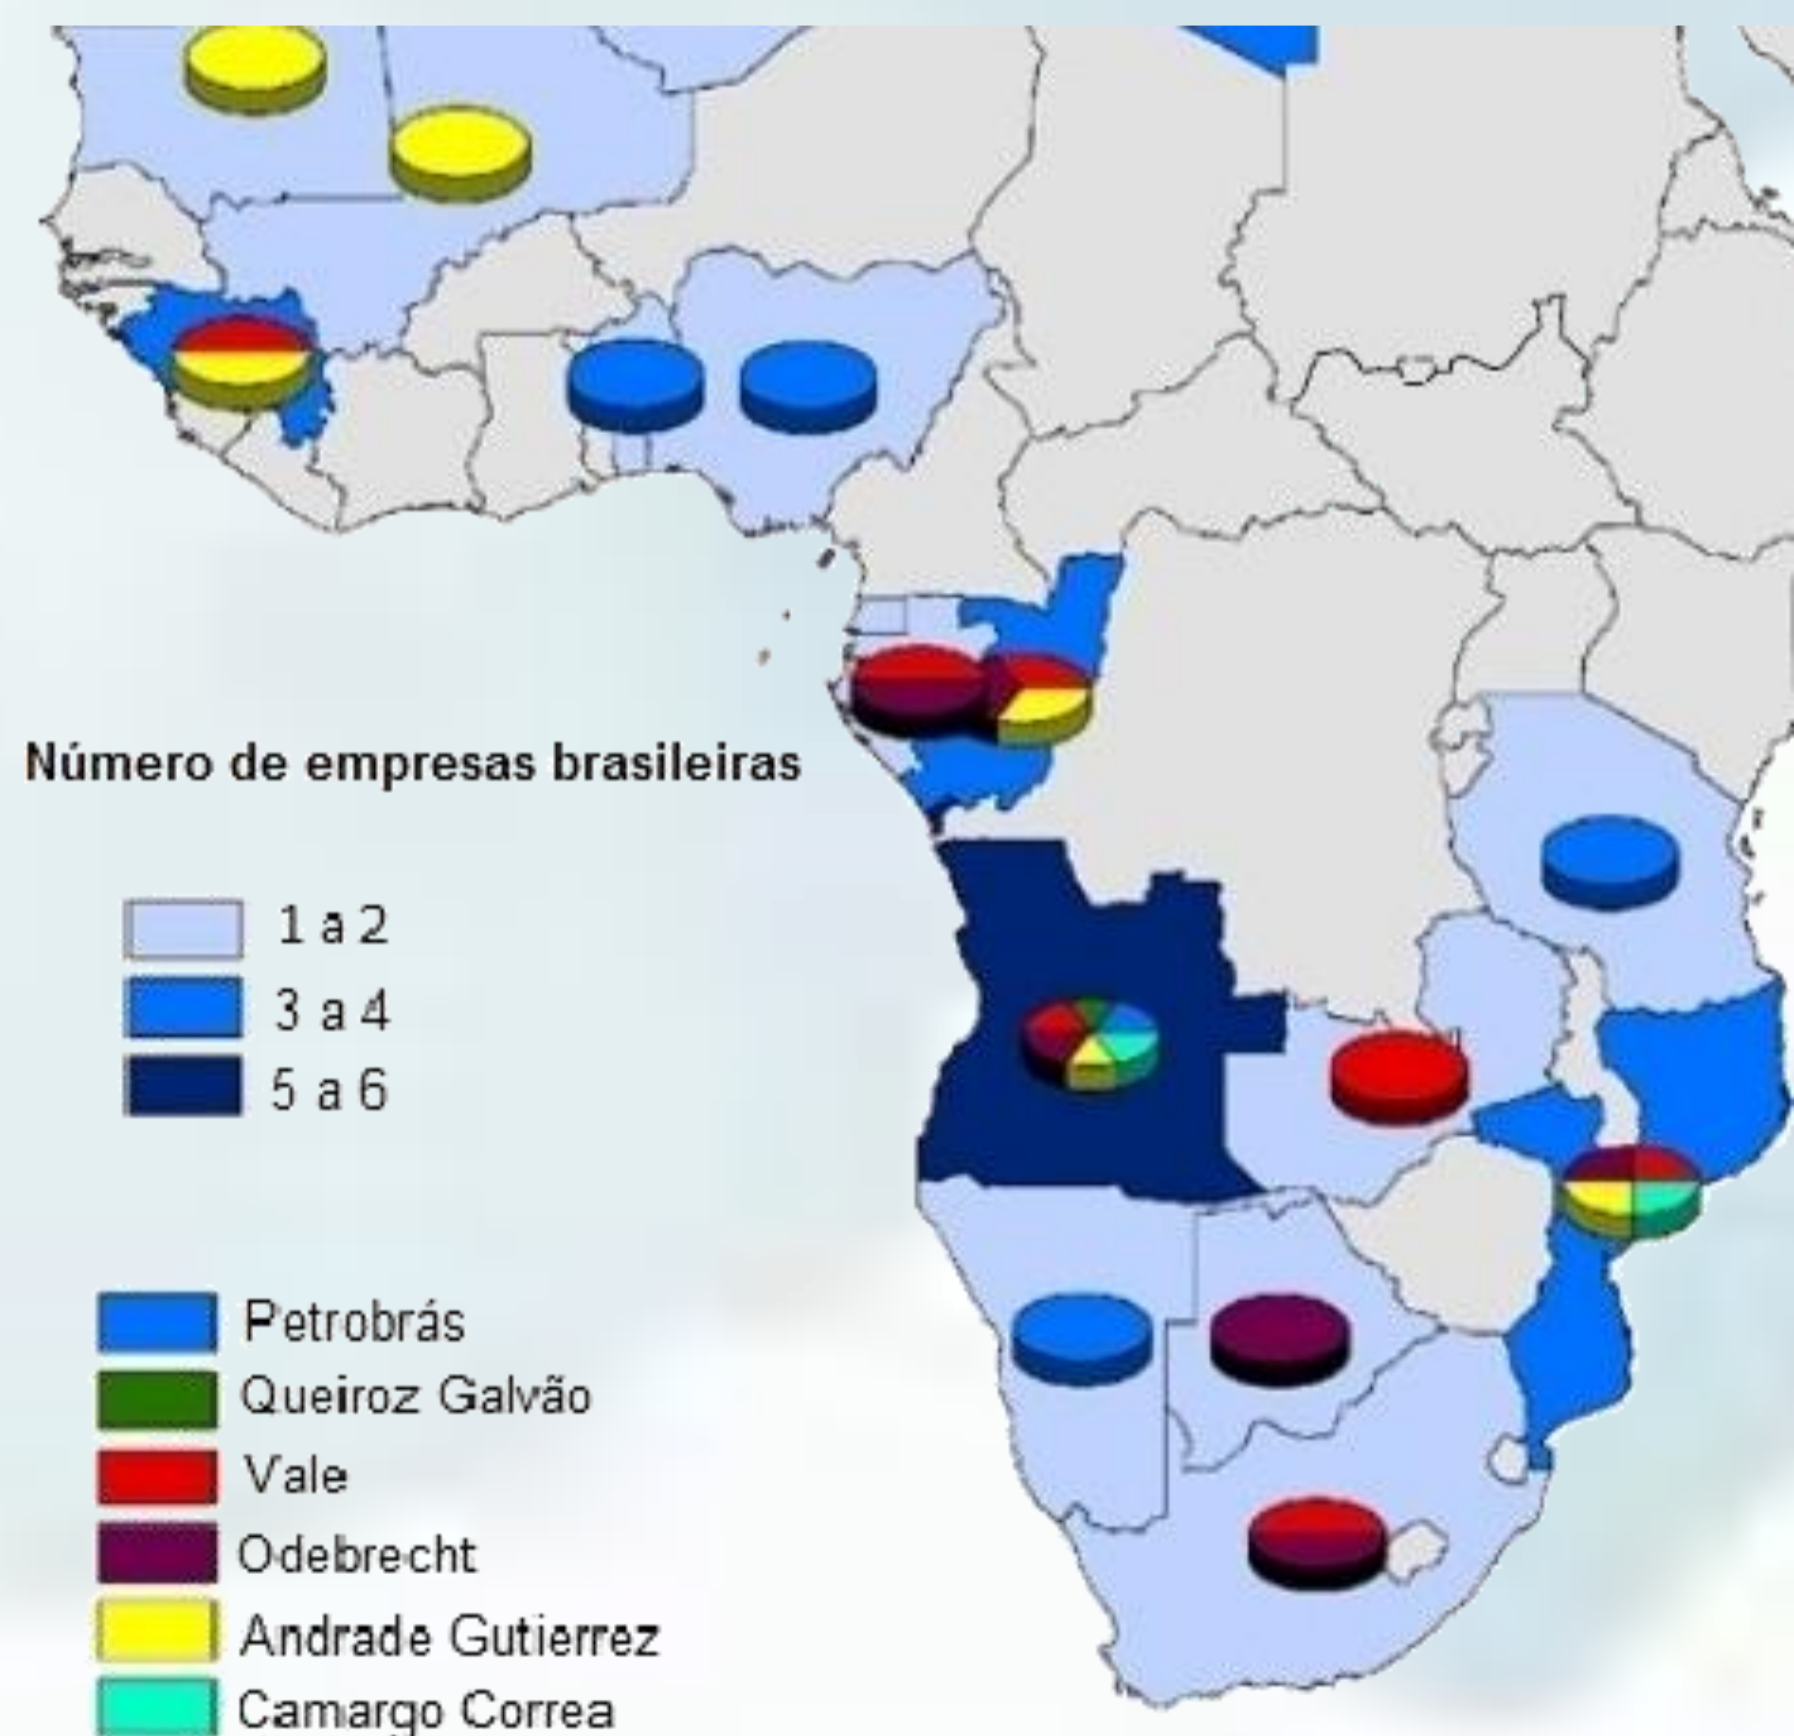 Número de empresas brasileiras
1 a 2
3 a 4
5 a 6
Petrobrás
Queiroz Galvão
Vale
Odebrecht
Andrade Gutierrez
Camargo Correa